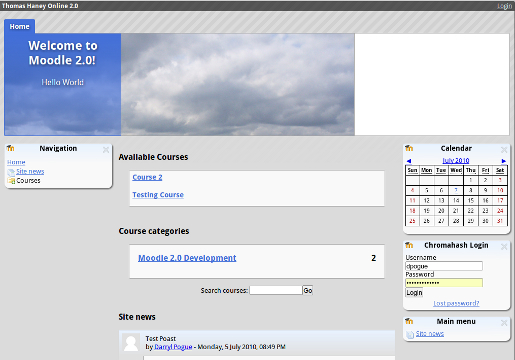 Thomas Haney Online 2.0
Login
Home
Welcome to
Moodle 2.0!
Hello World
Navigation
Home
Site news
Courses
Available Courses
Course 2
Testing Course
Course categories
Moodle 2.0 Development 2
Search courses: Go
Site news
Test Poast
by Darryl Pogue - Monday, 5 July 2010, 08:49 PM
Calendar
◀ July 2010 ▶
Sun Mon Tue Wed Thu Fri Sat
1 2 3
4 5 6 7 8 9 10
11 12 13 14 15 16 17
18 19 20 21 22 23 24
25 26 27 28 29 30 31
Chromahash Login
Username
dpogue
Password
•••••••••••••
Login
Lost password?
Main menu
Site news